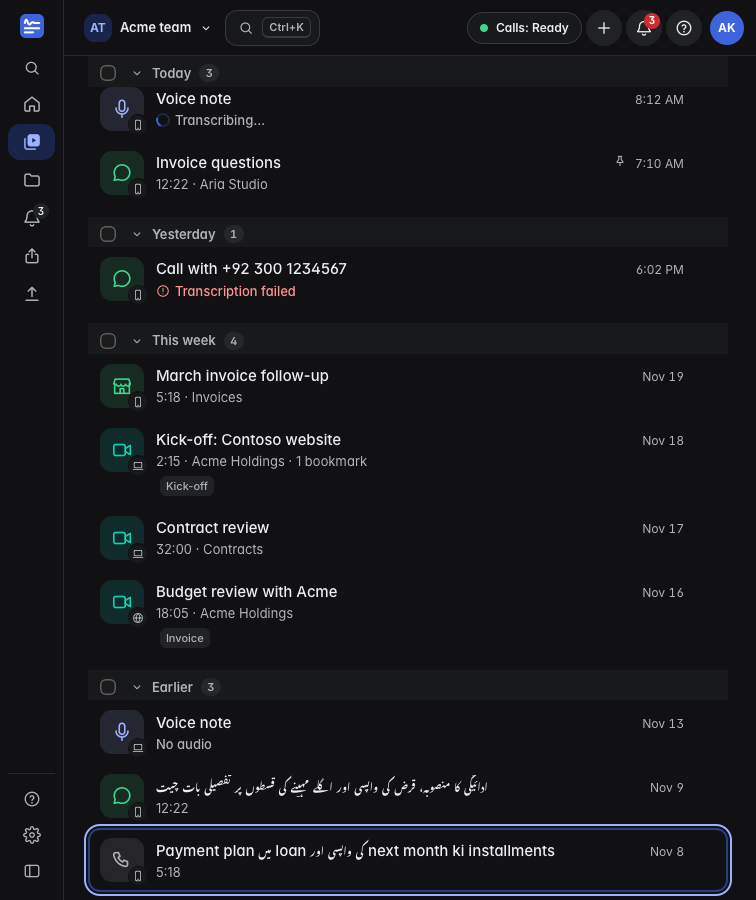 AT Acme team Ctrl+K Calls: Ready 3 AK
Today 3
Voice note 8:12 AM
Transcribing...
Invoice questions 7:10 AM
12:22 · Aria Studio
3
Yesterday 1
Call with +92 300 1234567 6:02 PM
Transcription failed
This week 4
March invoice follow-up Nov 19
5:18 · Invoices
Kick-off: Contoso website Nov 18
2:15 · Acme Holdings · 1 bookmark
Kick-off
Contract review Nov 17
32:00 · Contracts
Budget review with Acme Nov 16
18:05 · Acme Holdings
Invoice
Earlier 3
Voice note Nov 13
No audio
ادائیگی کا منصوبہ، قرض کی واپسی اور اگلے مہینے کی قسطوں پر تفصیلی بات چیت Nov 9
12:22
Payment plan میں loan کی واپسی اور next month ki installments Nov 8
5:18